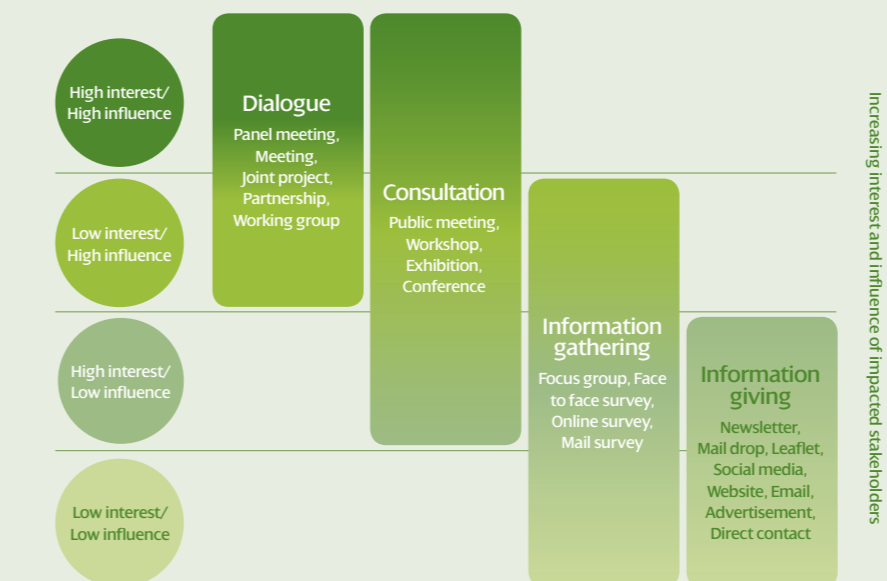 High interest/
High influence
Low interest/
High influence
High interest/
Low influence
Low interest/
Low influence
Dialogue
Panel meeting,
Meeting,
Joint project,
Partnership,
Working group
Consultation
Public meeting,
Workshop,
Exhibition,
Conference
Information
gathering
Focus group, Face
to face survey,
Online survey,
Mail survey
Information
giving
Newsletter,
Mail drop, Leaflet,
Social media,
Website, Email,
Advertisement,
Direct contact
Increasing interest and influence of impacted stakeholders